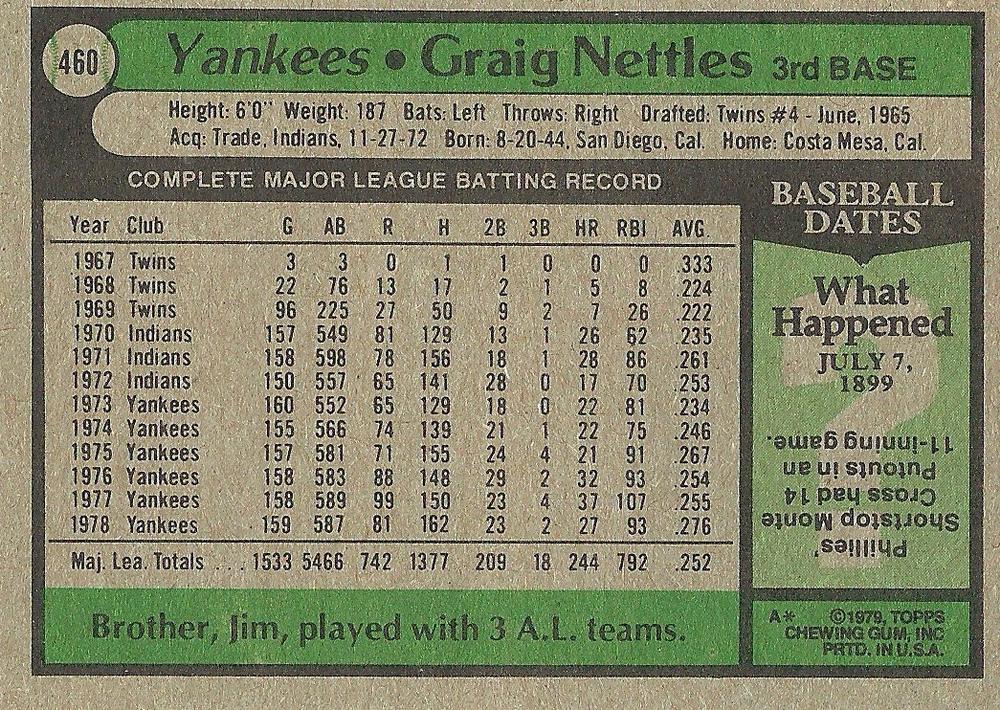 460
Yankees • Graig Nettles 3rd BASE
Height: 6'0" Weight: 187 Bats: Left Throws: Right Drafted: Twins #4 - June, 1965
Acq: Trade, Indians, 11-27-72 Born: 8-20-44, San Diego, Cal. Home: Costa Mesa, Cal.
COMPLETE MAJOR LEAGUE BATTING RECORD
Year Club G AB R H 2B 3B HR RBI AVG.
1967 Twins 3 3 0 1 1 0 0 0 .333
1968 Twins 22 76 13 17 2 1 5 8 .224
1969 Twins 96 225 27 50 9 2 7 26 .222
1970 Indians 157 549 81 129 13 1 26 62 .235
1971 Indians 158 598 78 156 18 1 28 86 .261
1972 Indians 150 557 65 141 28 0 17 70 .253
1973 Yankees 160 552 65 129 18 0 22 81 .234
1974 Yankees 155 566 74 139 21 1 22 75 .246
1975 Yankees 157 581 71 155 24 4 21 91 .267
1976 Yankees 158 583 88 148 29 2 32 93 .254
1977 Yankees 158 589 99 150 23 4 37 107 .255
1978 Yankees 159 587 81 162 23 2 27 93 .276
Maj. Lea. Totals ... 1533 5466 742 1377 209 18 244 792 .252
Brother, Jim, played with 3 A.L. teams.
BASEBALL
DATES
What
Happened
JULY 7,
1899
Phillies'
Shortstop Monte
Cross had 14
Putouts in an
11-inning game.
A* ©1979, TOPPS
CHEWING GUM, INC
PRTD. IN U.S.A.